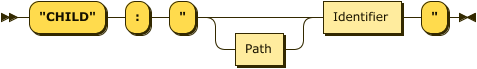 "CHILD" : " Identifier "
Path